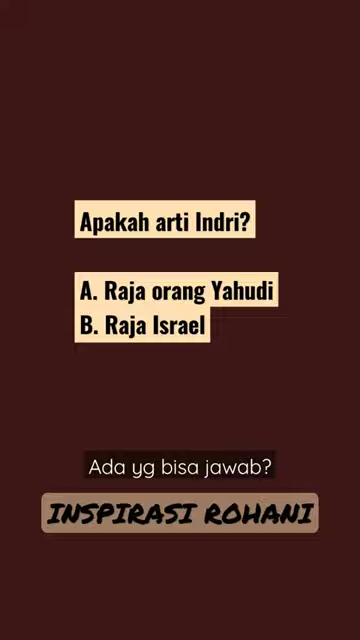 Apakah arti Indri?
A. Raja orang Yahudi
B. Raja Israel
Ada yg bisa jawab?
INSPIRASI ROHANI